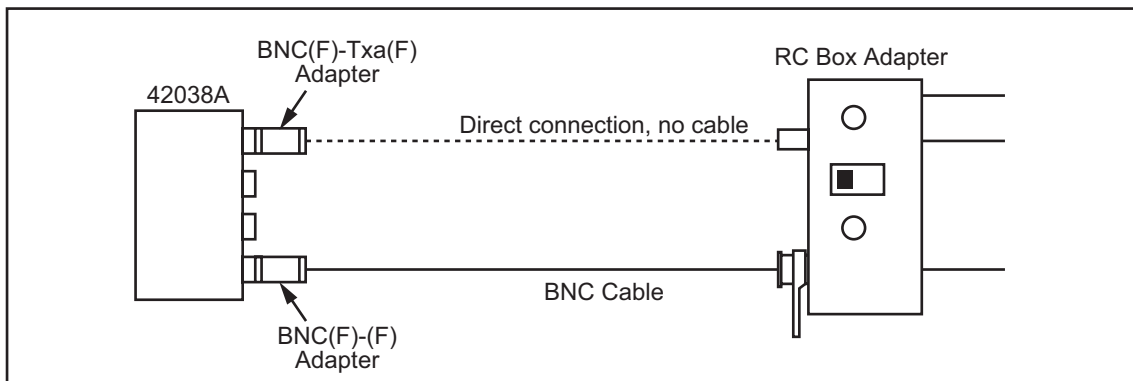 BNC(F)-Txa(F)
Adapter
RC Box Adapter
42038A
Direct connection, no cable
BNC Cable
BNC(F)-(F)
Adapter